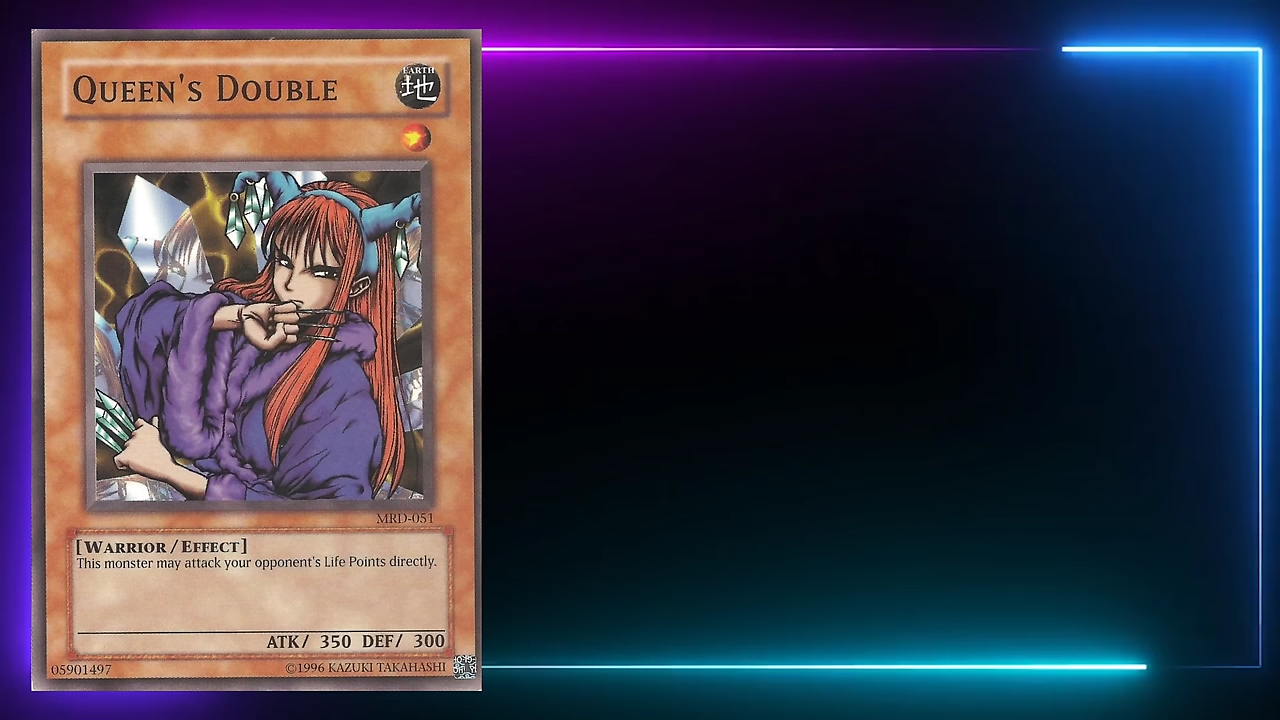 QUEEN'S DOUBLE
EARTH
地
MRD-051
[WARRIOR/EFFECT]
This monster may attack your opponent's Life Points directly.
ATK/ 350 DEF/ 300
05901497
©1996 KAZUKI TAKAHASHI